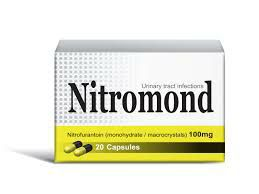 Urinary tract infections
Nitromond
Nitrofurantoin (monohydrate / macrocrystals) 100mg
20 Capsules